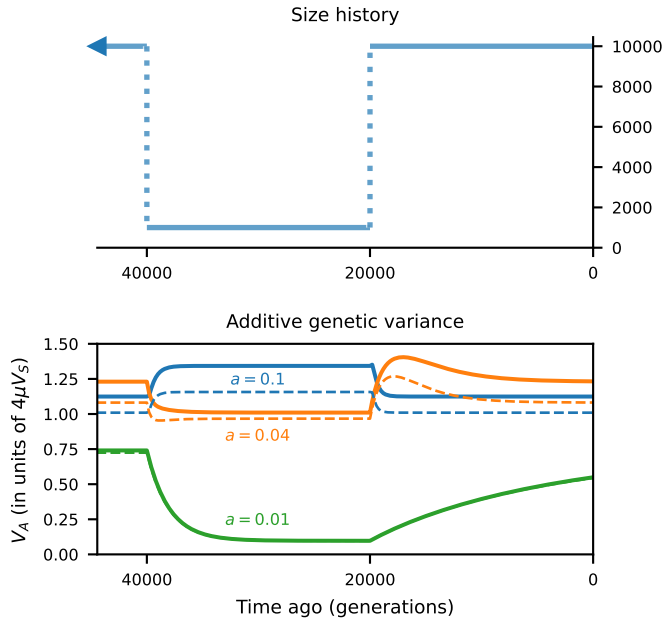 Size history
10000
8000
6000
4000
2000
0
40000 20000 0
Additive genetic variance
V_A (in units of 4μV_S)
1.50
1.25
1.00
0.75
0.50
0.25
0.00
a = 0.1
a = 0.04
a = 0.01
40000 20000 0
Time ago (generations)